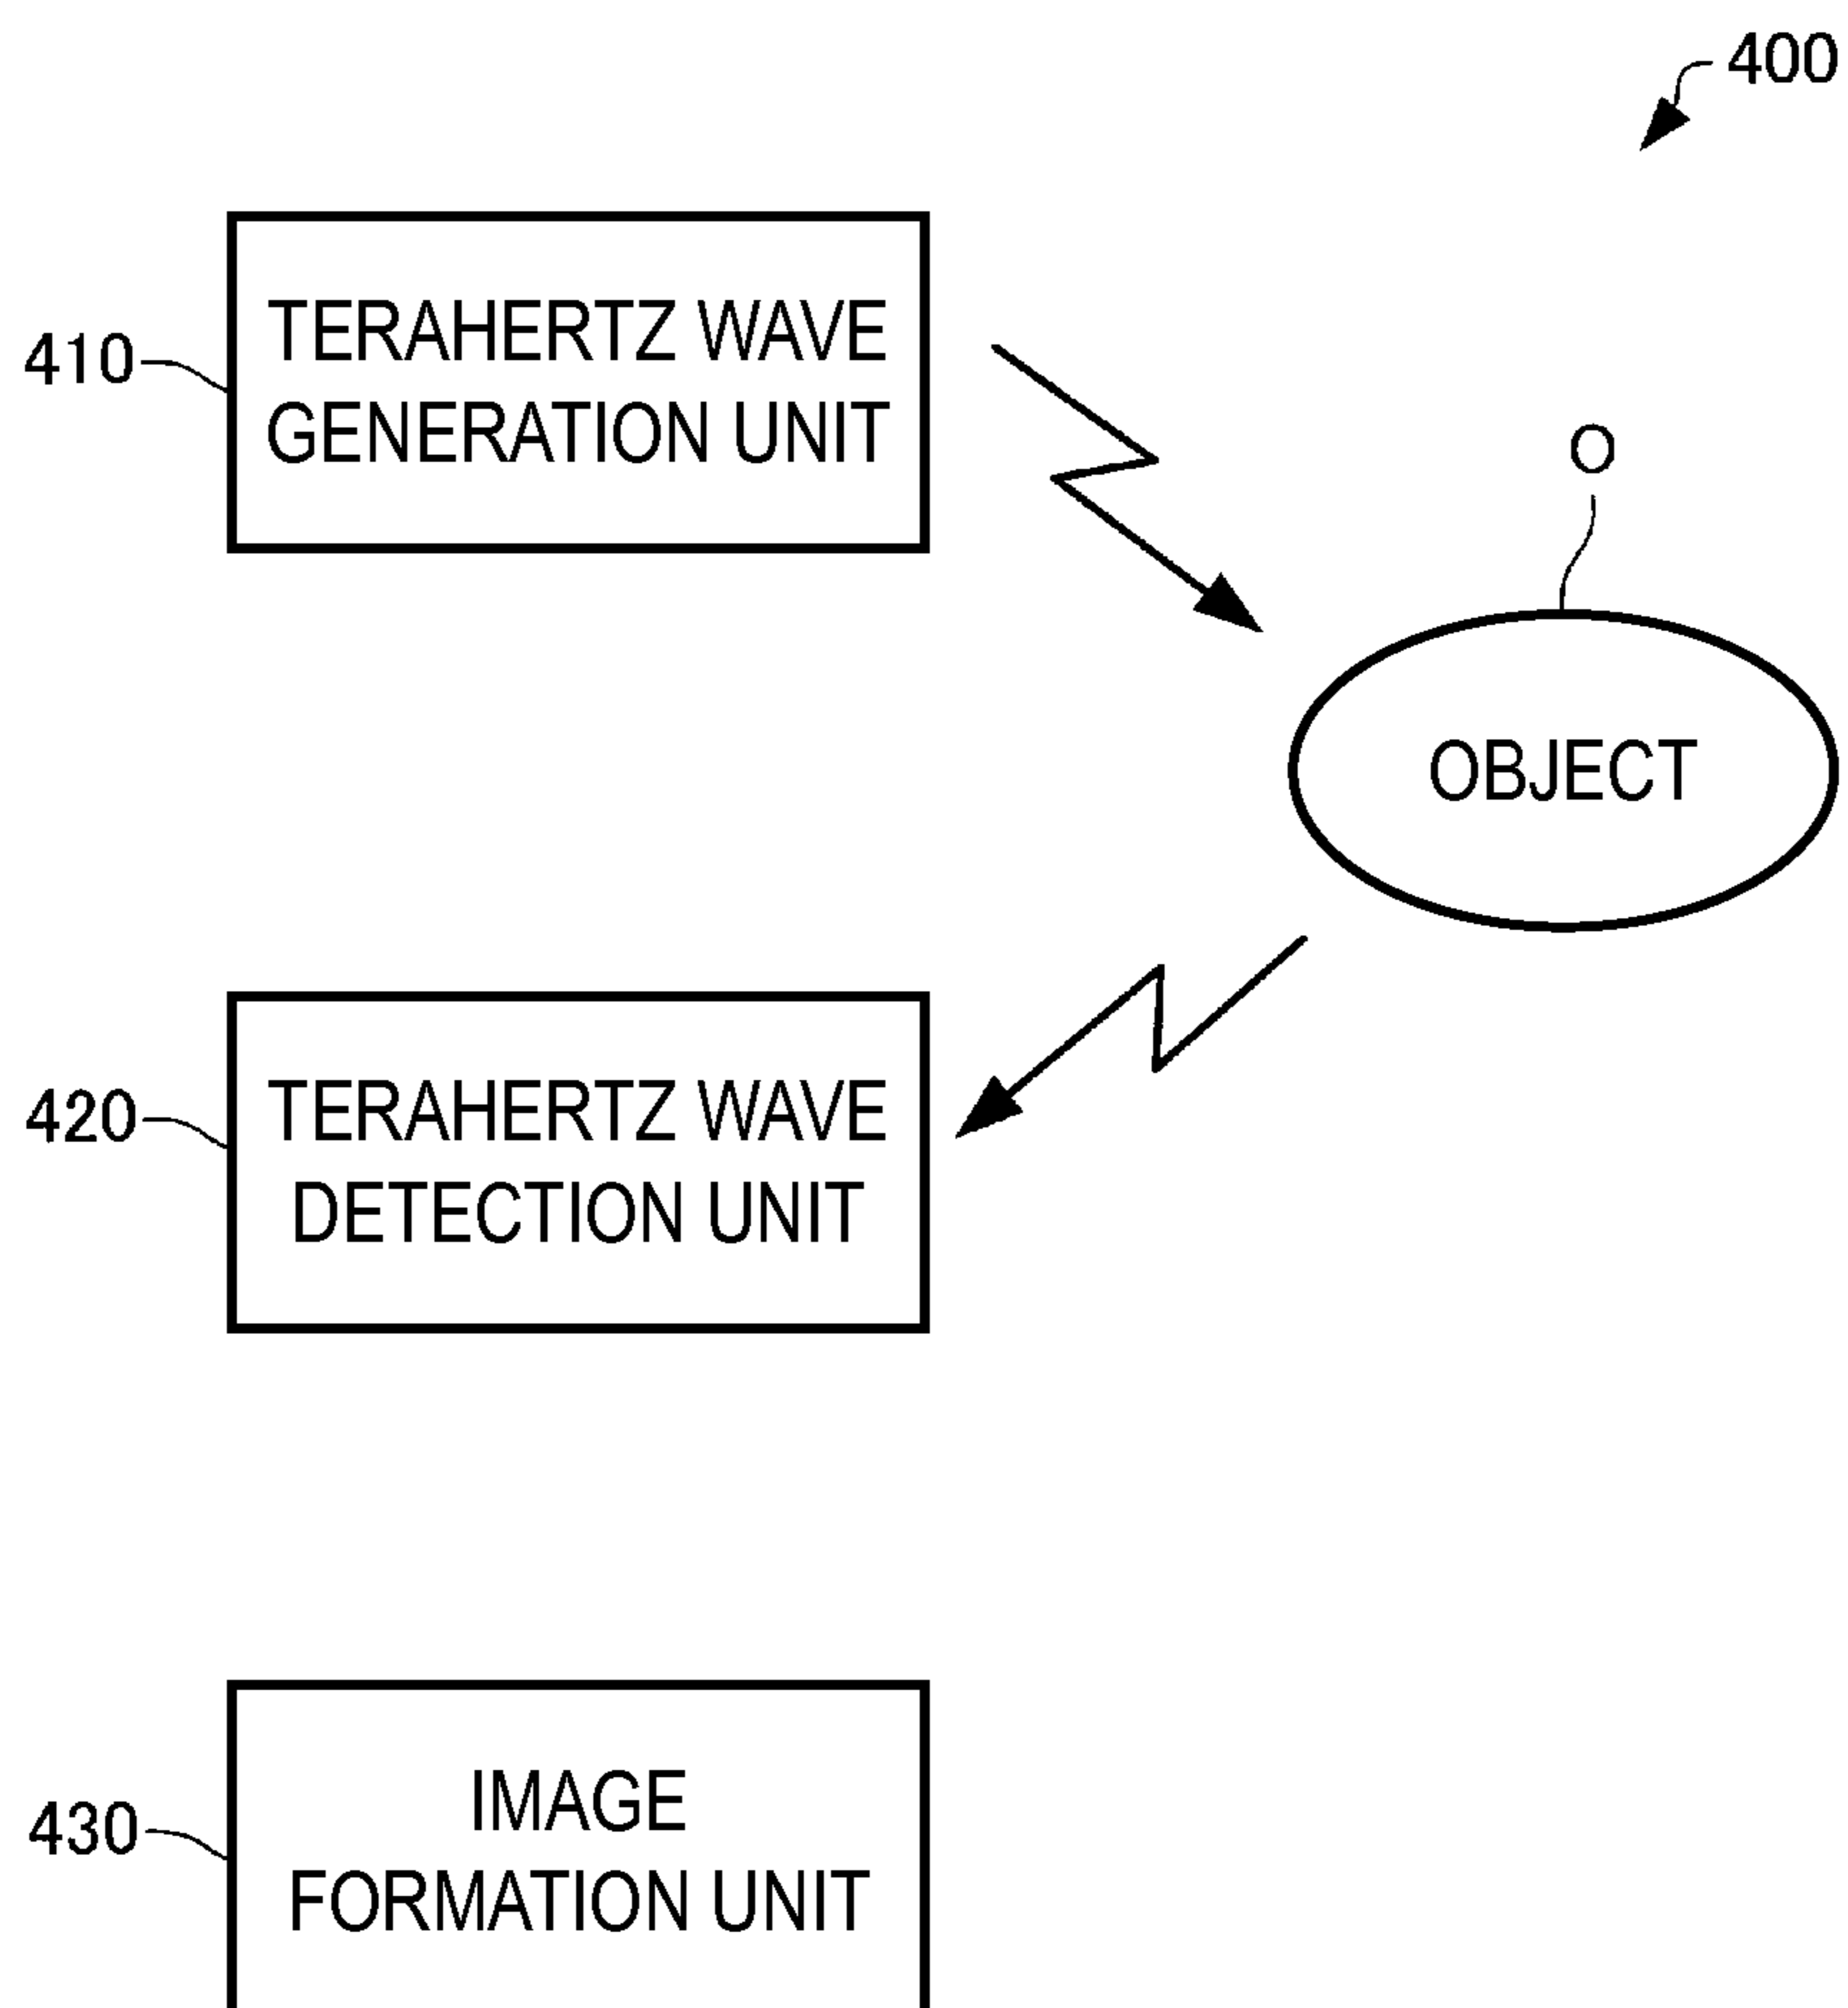 400
TERAHERTZ WAVE
GENERATION UNIT
410
O
OBJECT
TERAHERTZ WAVE
DETECTION UNIT
420
IMAGE
FORMATION UNIT
430